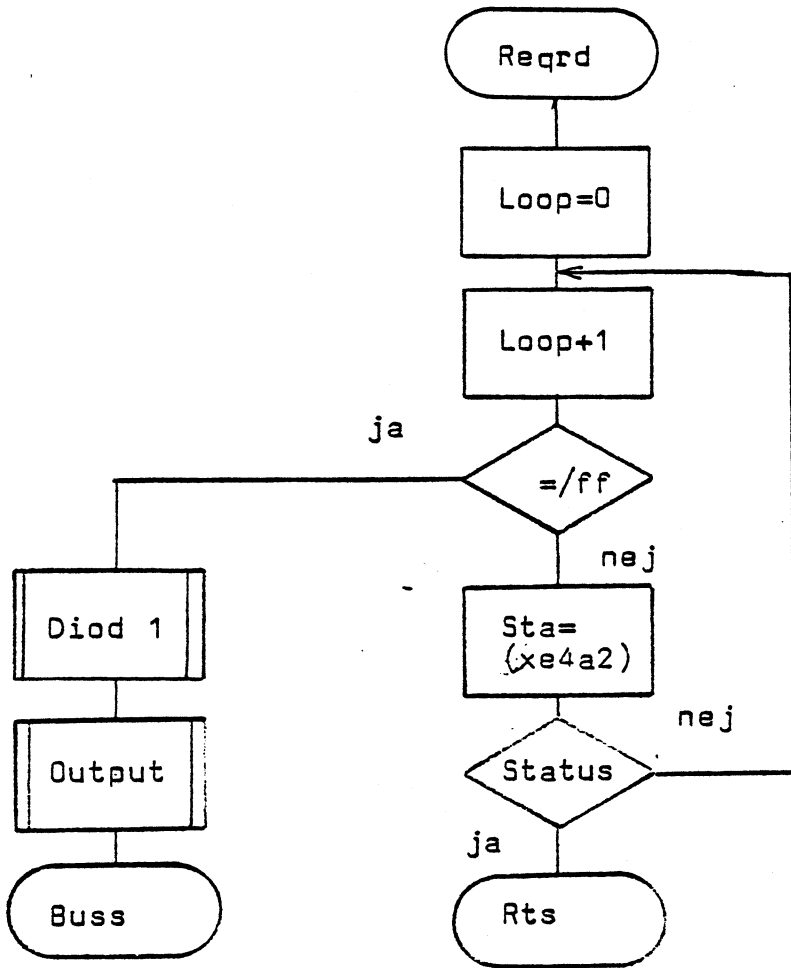 Reqrd
Loop=0
Loop+1
ja
=/ff
nej
Diod 1
Sta=
(xe4a2)
Output
nej
Status
ja
Buss
Rts